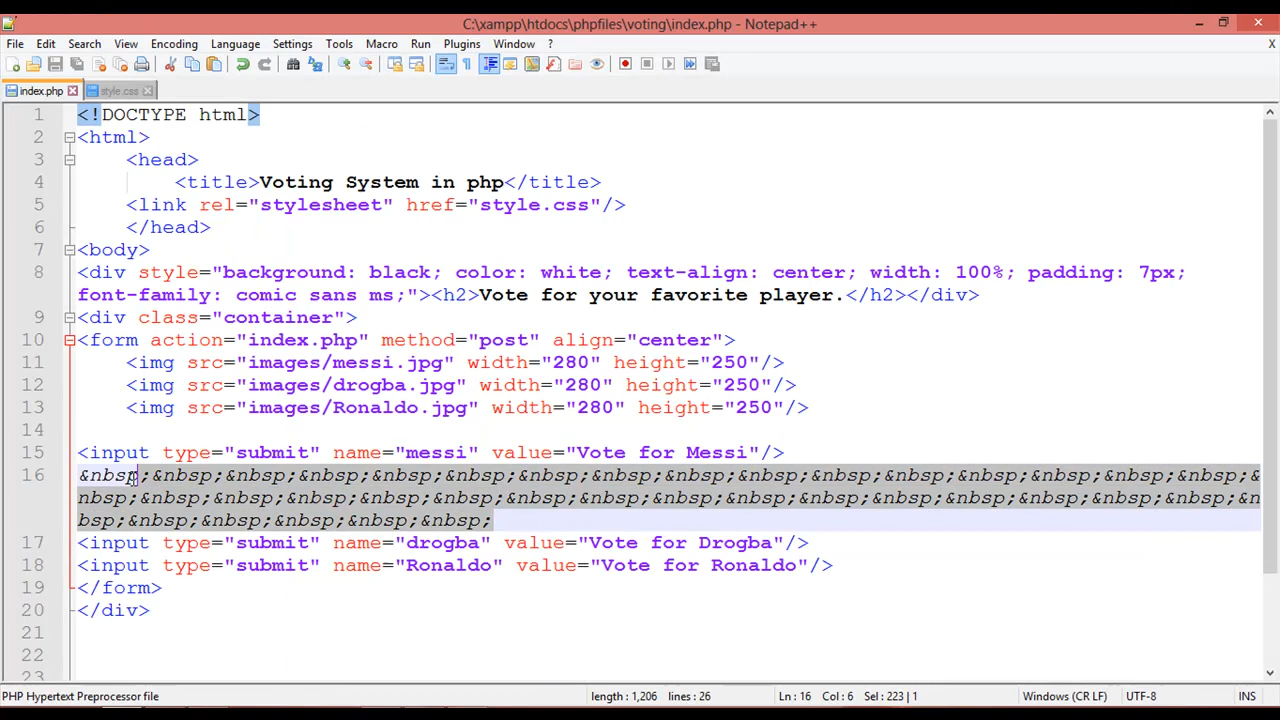 C:\xampp\htdocs\phpfiles\voting\index.php - Notepad++
File Edit Search View Encoding Language Settings Tools Macro Run Plugins Window ? X
index.php style.css
1 <!DOCTYPE html>
2 <html>
3 <head>
4 <title>Voting System in php</title>
5 <link rel="stylesheet" href="style.css"/>
6 </head>
7 <body>
8 <div style="background: black; color: white; text-align: center; width: 100%; padding: 7px;
font-family: comic sans ms;"><h2>Vote for your favorite player.</h2></div>
9 <div class="container">
10 <form action="index.php" method="post" align="center">
11 <img src="images/messi.jpg" width="280" height="250"/>
12 <img src="images/drogba.jpg" width="280" height="250"/>
13 <img src="images/Ronaldo.jpg" width="280" height="250"/>
14
15 <input type="submit" name="messi" value="Vote for Messi"/>
16 &nbsp;&nbsp;&nbsp;&nbsp;&nbsp;&nbsp;&nbsp;&nbsp;&nbsp;&nbsp;&nbsp;&nbsp;&nbsp;&nbsp;&nbsp;&nbsp;&
nbsp;&nbsp;&nbsp;&nbsp;&nbsp;&nbsp;&nbsp;&nbsp;&nbsp;&nbsp;&nbsp;&nbsp;&nbsp;&nbsp;&nbsp;&nbsp;&n
bsp;&nbsp;&nbsp;&nbsp;&nbsp;&nbsp;
17 <input type="submit" name="drogba" value="Vote for Drogba"/>
18 <input type="submit" name="Ronaldo" value="Vote for Ronaldo"/>
19 </form>
20 </div>
21
22
23
PHP Hypertext Preprocessor file length : 1,206 lines : 26 Ln : 16 Col : 6 Sel : 223 | 1 Windows (CR LF) UTF-8 INS